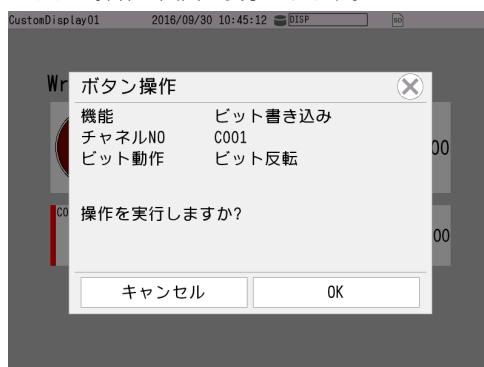 CustomDisplay01 2016/09/30 10:45:12 DISP SD
Wr
ボタン操作
機能 ビット書き込み
チャネルNO C001
ビット動作 ビット反転
00
操作を実行しますか?
CO
00
キャンセル OK